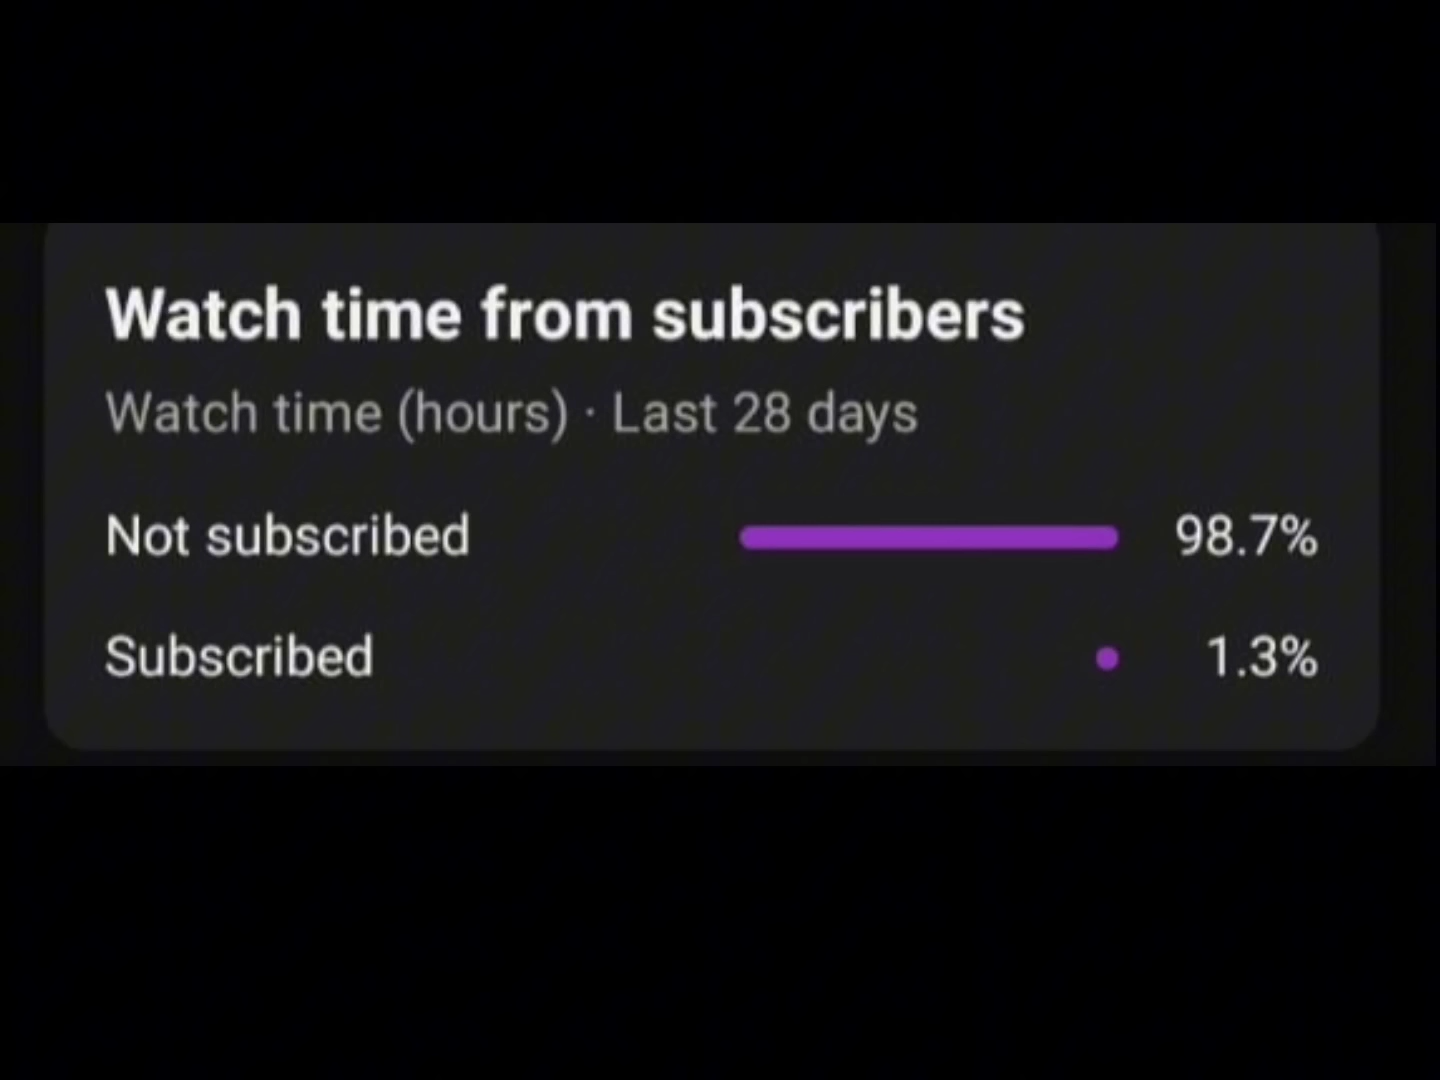 Watch time from subscribers
Watch time (hours) · Last 28 days
Not subscribed 98.7%
Subscribed 1.3%